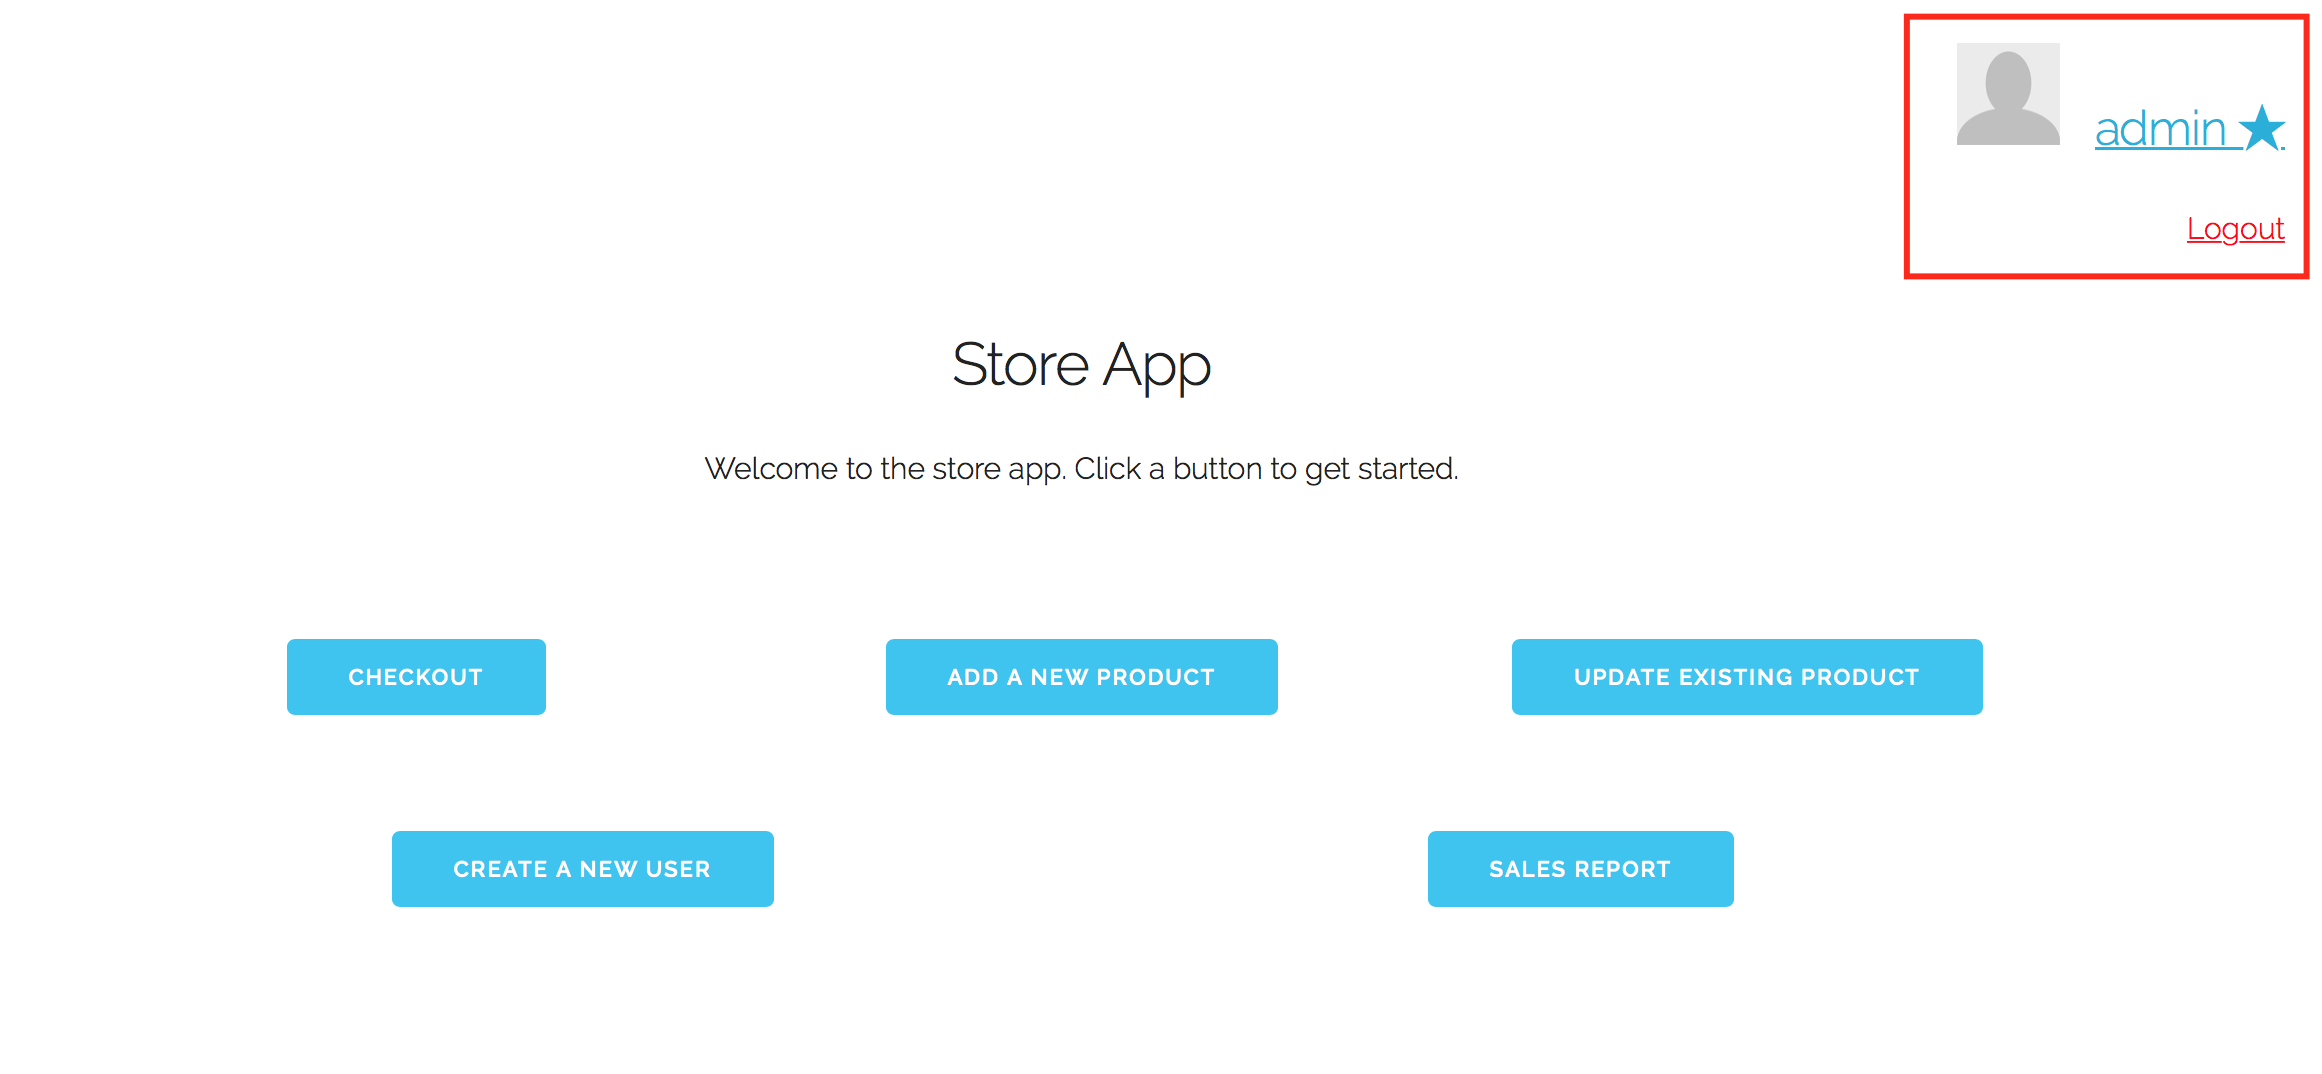 admin ★
Logout
Store App
Welcome to the store app. Click a button to get started.
CHECKOUT
ADD A NEW PRODUCT
UPDATE EXISTING PRODUCT
CREATE A NEW USER
SALES REPORT